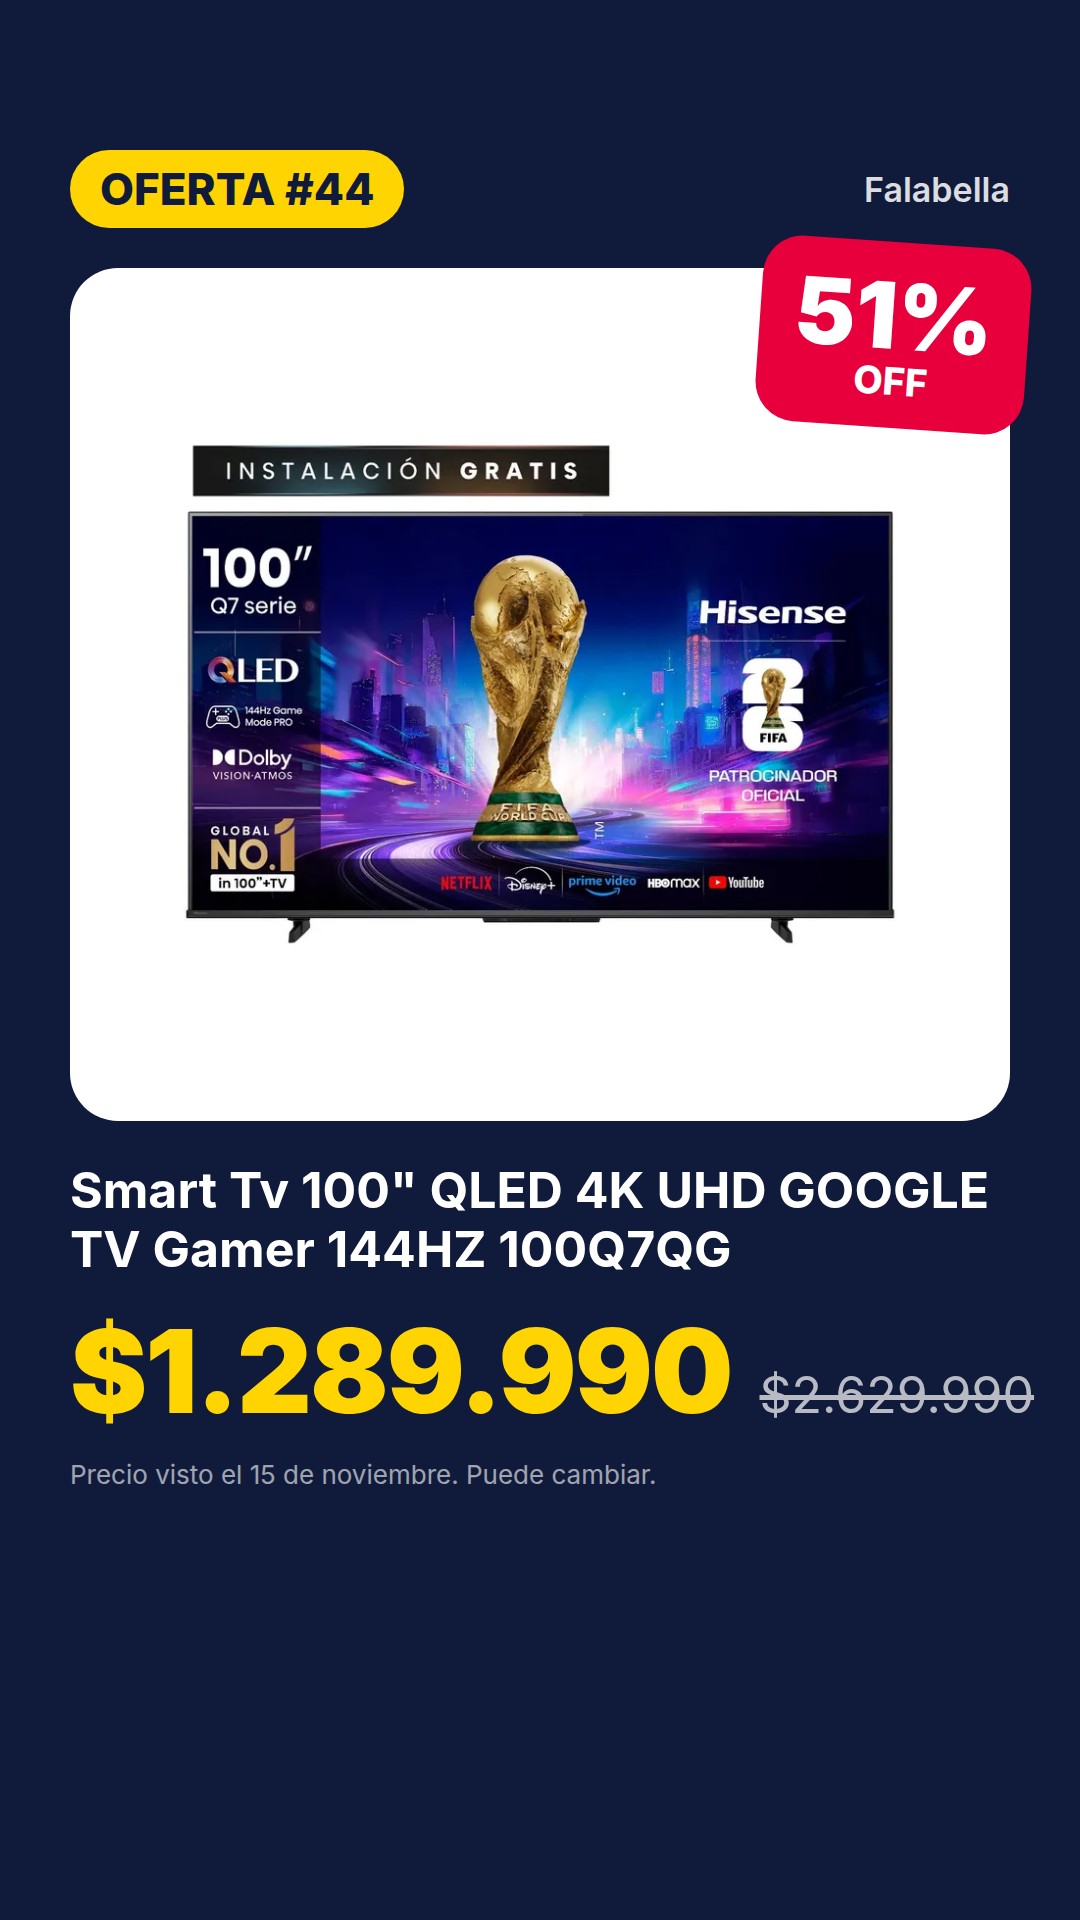 OFERTA #44
Falabella
51%
OFF
INSTALACIÓN GRATIS
100”
Q7 serie
QLED
144Hz Game
Mode PRO
Dolby
VISION·ATMOS
GLOBAL
NO.1
in 100”+TV
FIFA
WORLD CUP
TM
Hisense
26
FIFA
PATROCINADOR
OFICIAL
NETFLIX
Disney+
prime video
HBOmax
YouTube
Smart Tv 100" QLED 4K UHD GOOGLE
TV Gamer 144HZ 100Q7QG
$1.289.990
$2.629.990
Precio visto el 15 de noviembre. Puede cambiar.